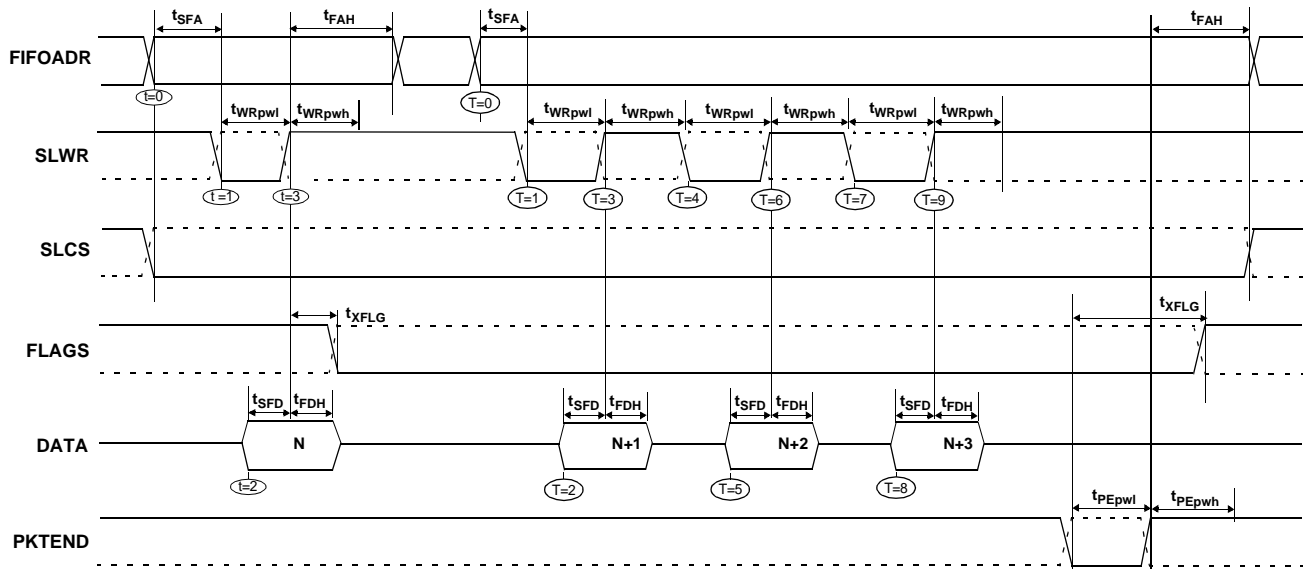 tSFA tFAH tSFA tFAH
FIFOADR
t=0 T=0
tWRpwl tWRpwh tWRpwl tWRpwh tWRpwl tWRpwh tWRpwl tWRpwh
SLWR
t =1 t=3 T=1 T=3 T=4 T=6 T=7 T=9
SLCS
tXFLG tXFLG
FLAGS
tSFD tFDH tSFD tFDH tSFD tFDH tSFD tFDH
DATA N N+1 N+2 N+3
t=2 T=2 T=5 T=8
tPEpwl tPEpwh
PKTEND